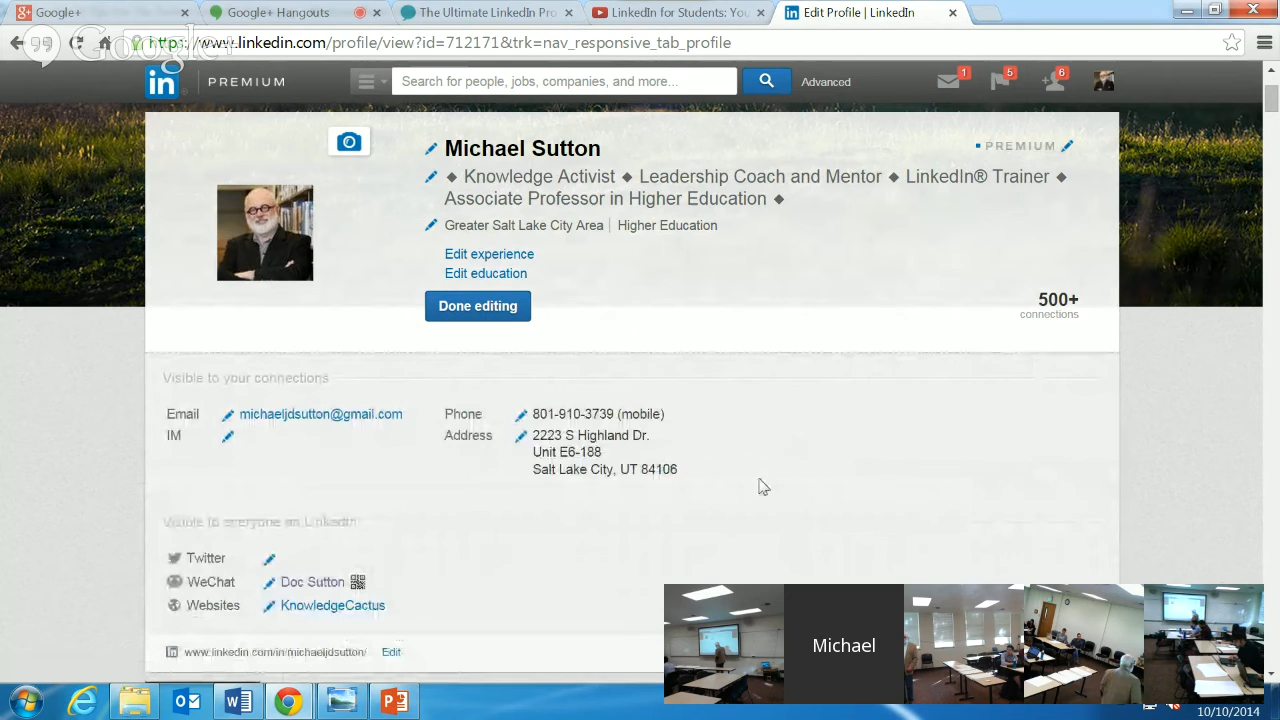 Google+
Google+ Hangouts
The Ultimate LinkedIn Pro
LinkedIn for Students: You
Edit Profile | LinkedIn
https://www.linkedin.com/profile/view?id=712171&trk=nav_responsive_tab_profile
Google+
in PREMIUM
Search for people, jobs, companies, and more...
Advanced
1
5
6
Michael Sutton
PREMIUM
◆ Knowledge Activist ◆ Leadership Coach and Mentor ◆ LinkedIn® Trainer ◆
Associate Professor in Higher Education ◆
Greater Salt Lake City Area | Higher Education
Edit experience
Edit education
Done editing
500+
connections
Visible to your connections
Email michaeljdsutton@gmail.com
Phone 801-910-3739 (mobile)
IM
Address 2223 S Highland Dr.
Unit E6-188
Salt Lake City, UT 84106
Visible to everyone on LinkedIn
Twitter
WeChat Doc Sutton
Websites KnowledgeCactus
www.linkedin.com/in/michaeljdsutton/ Edit
Michael
10/10/2014